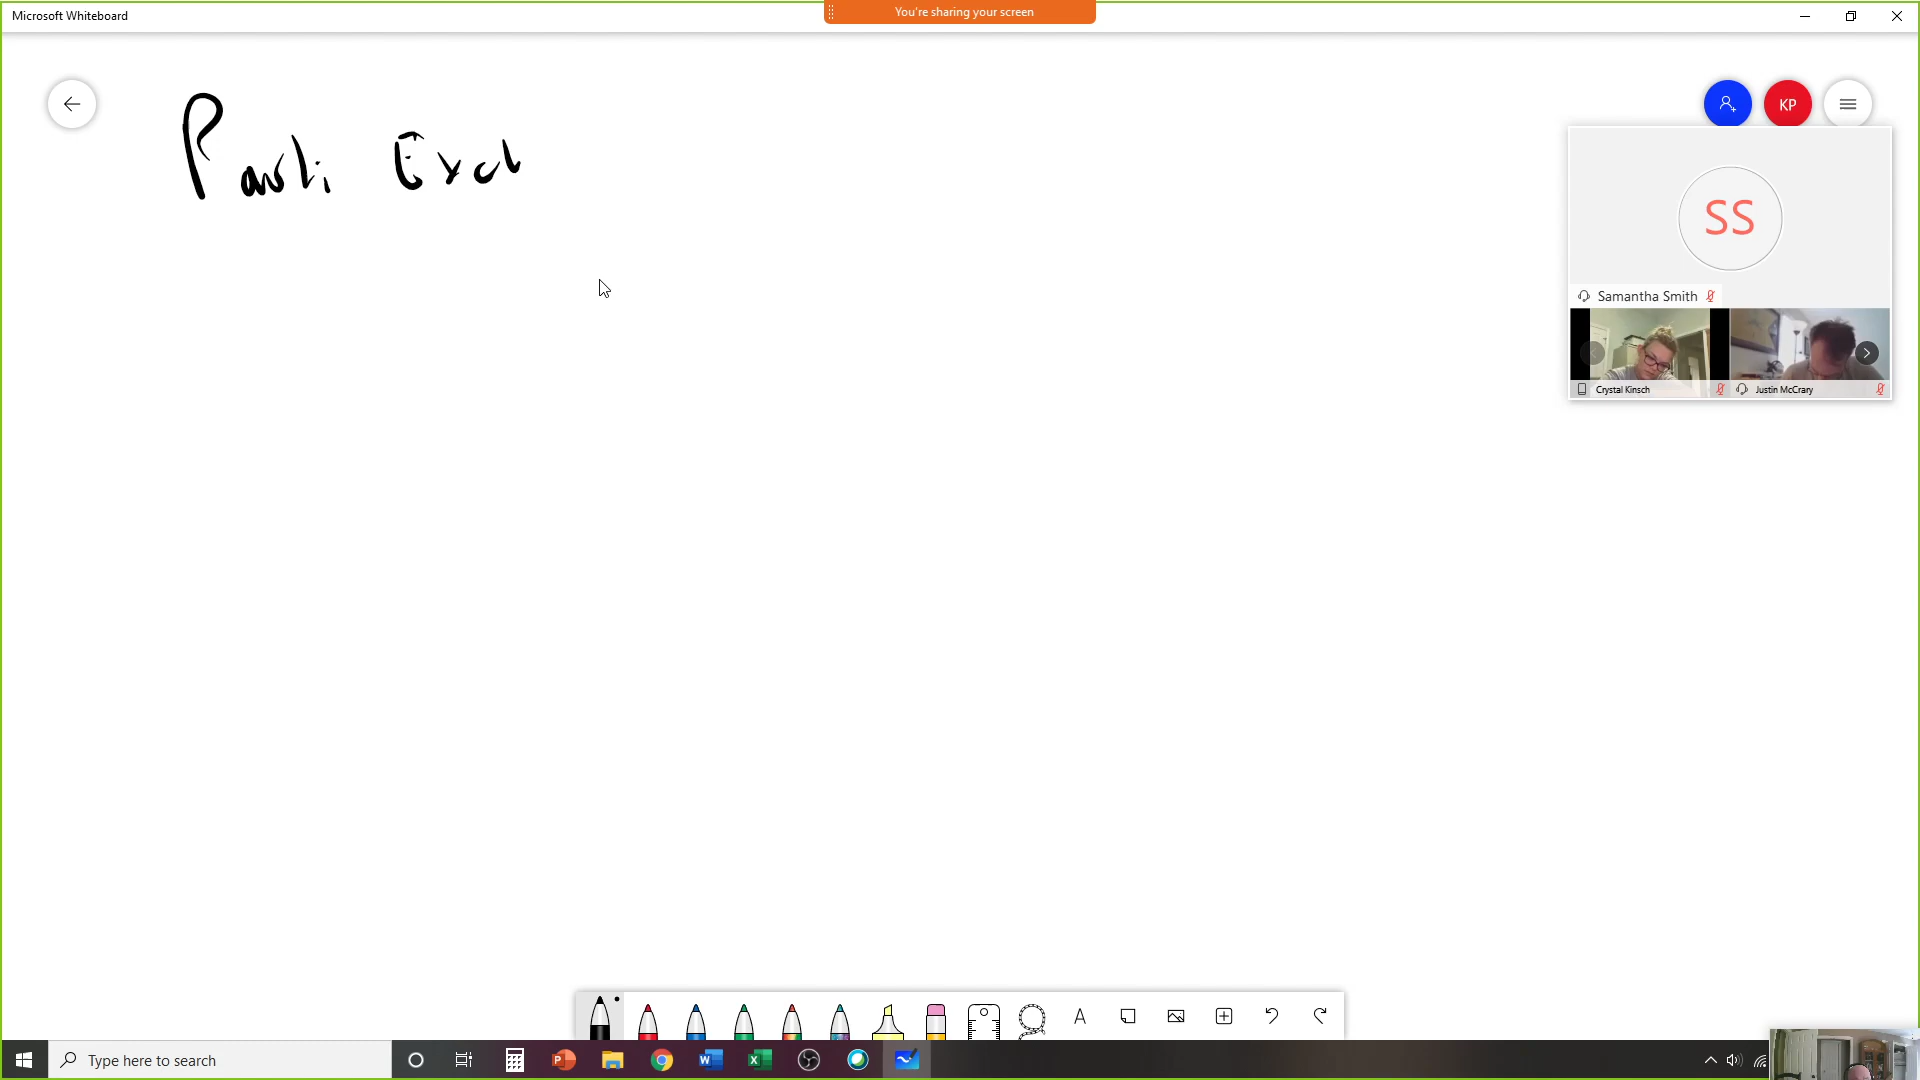 Microsoft Whiteboard
You're sharing your screen
Pauli Excl
KP
SS
Samantha Smith
Crystal Kinsch
Justin McCrary
A
Type here to search